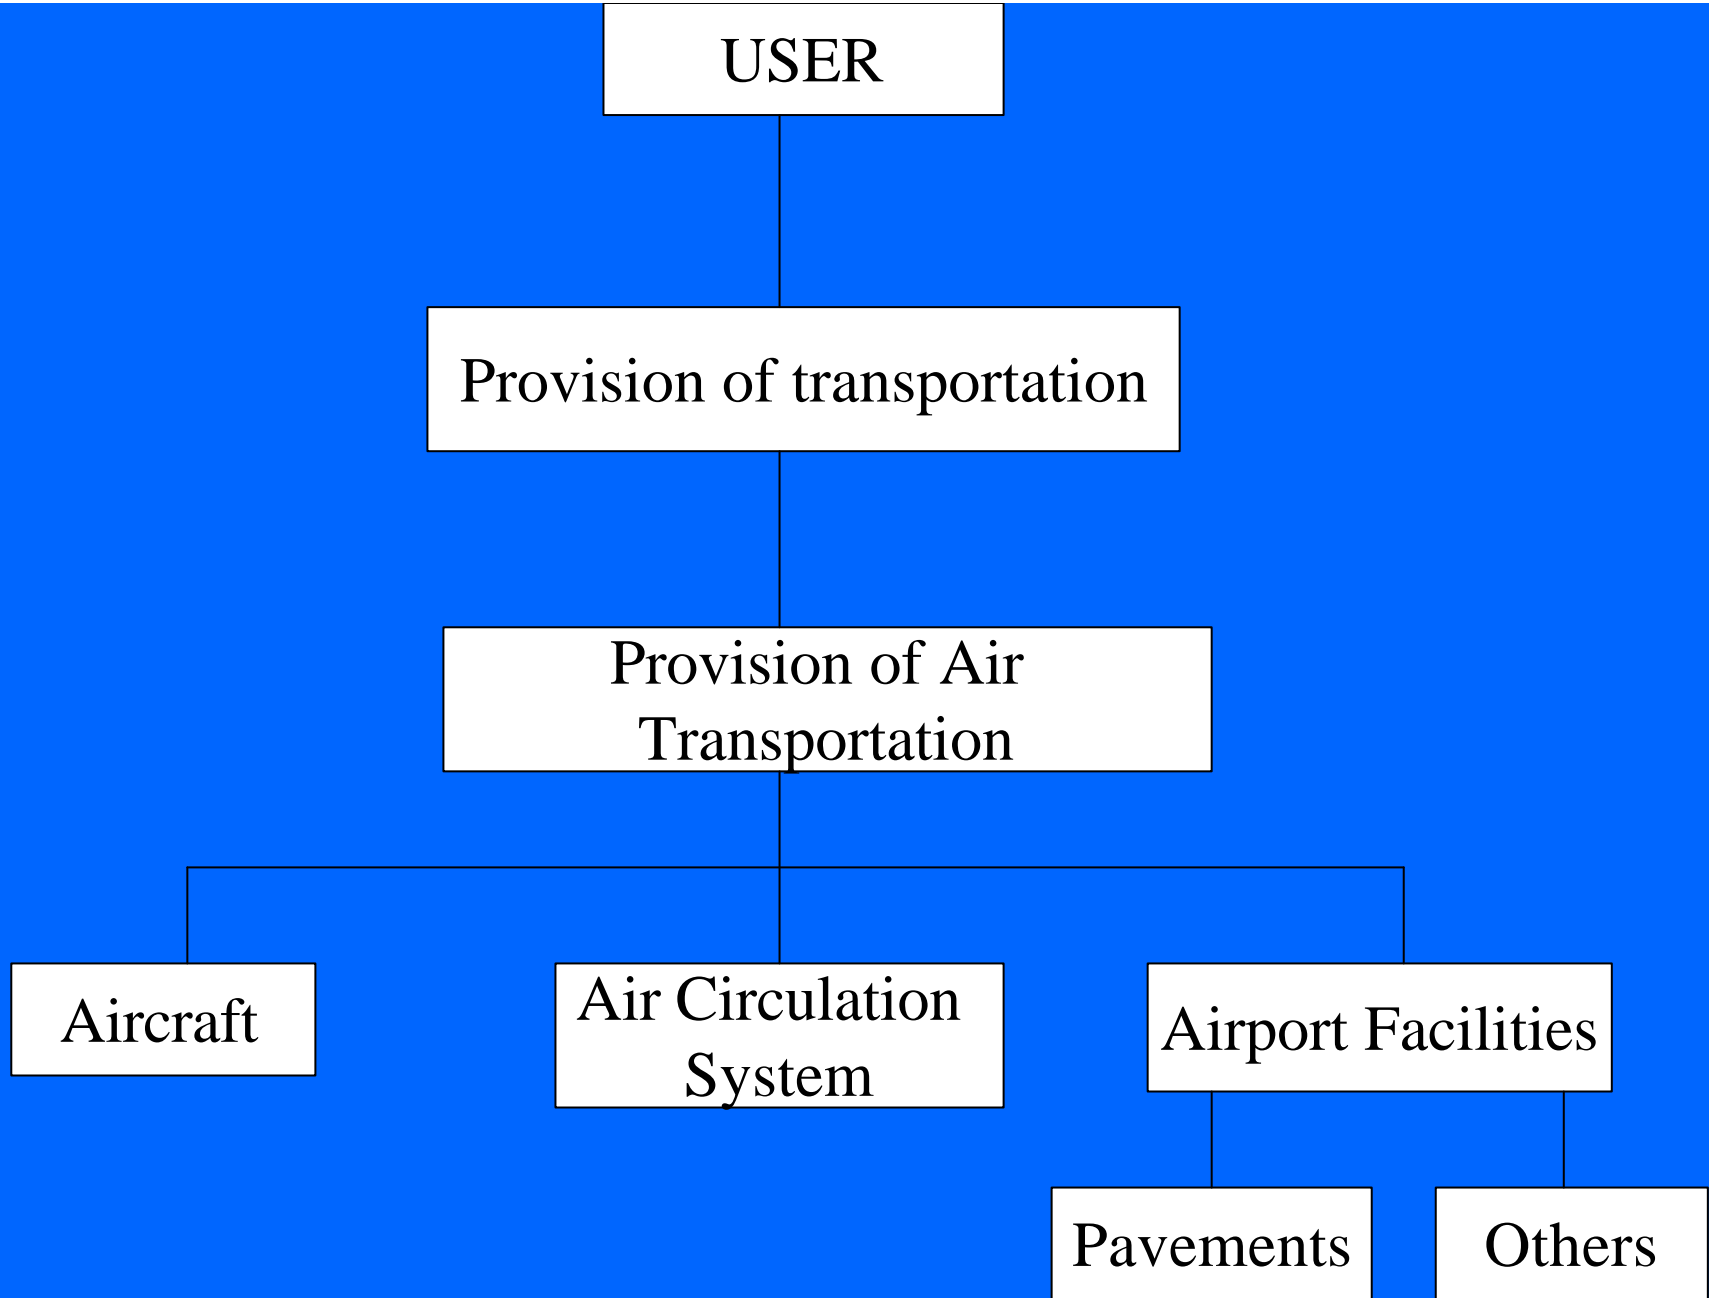 USER
Provision of transportation
Provision of Air
Transportation
Aircraft
Air Circulation
System
Airport Facilities
Pavements
Others